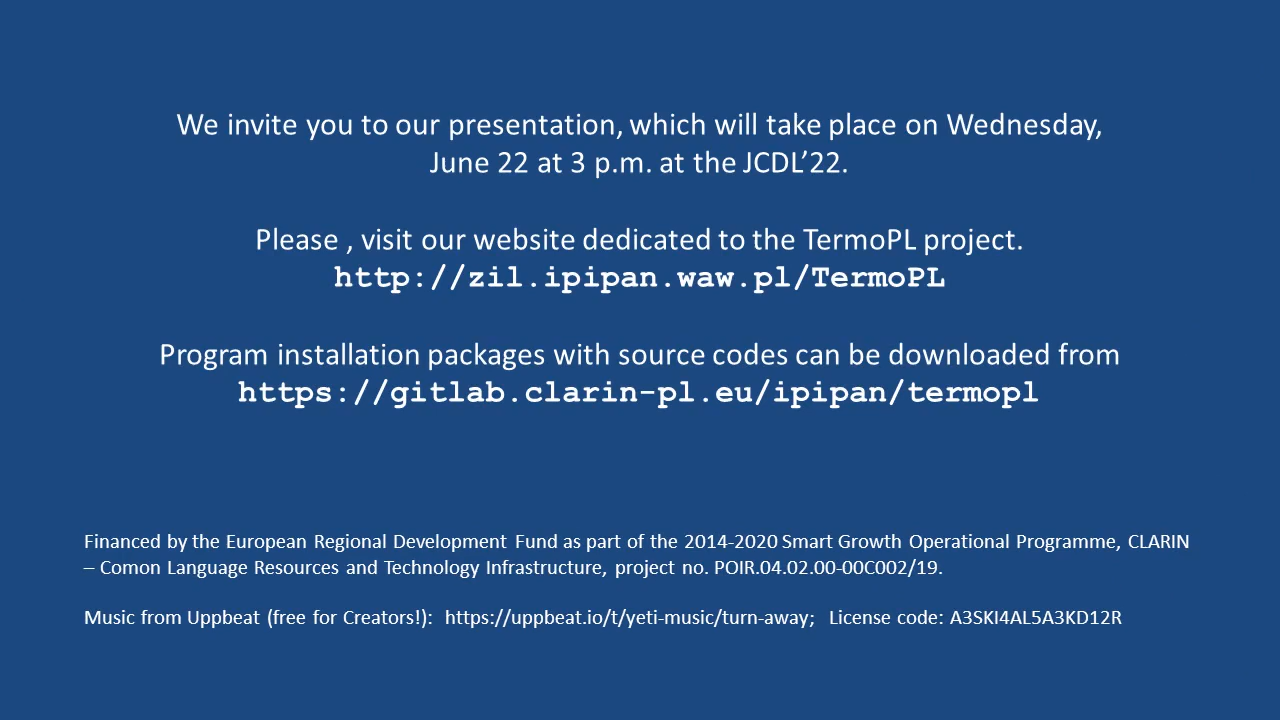 We invite you to our presentation, which will take place on Wednesday,
June 22 at 3 p.m. at the JCDL’22.
Please , visit our website dedicated to the TermoPL project.
http://zil.ipipan.waw.pl/TermoPL
Program installation packages with source codes can be downloaded from
https://gitlab.clarin-pl.eu/ipipan/termopl
Financed by the European Regional Development Fund as part of the 2014-2020 Smart Growth Operational Programme, CLARIN
– Comon Language Resources and Technology Infrastructure, project no. POIR.04.02.00-00C002/19.
Music from Uppbeat (free for Creators!): https://uppbeat.io/t/yeti-music/turn-away; License code: A3SKI4AL5A3KD12R